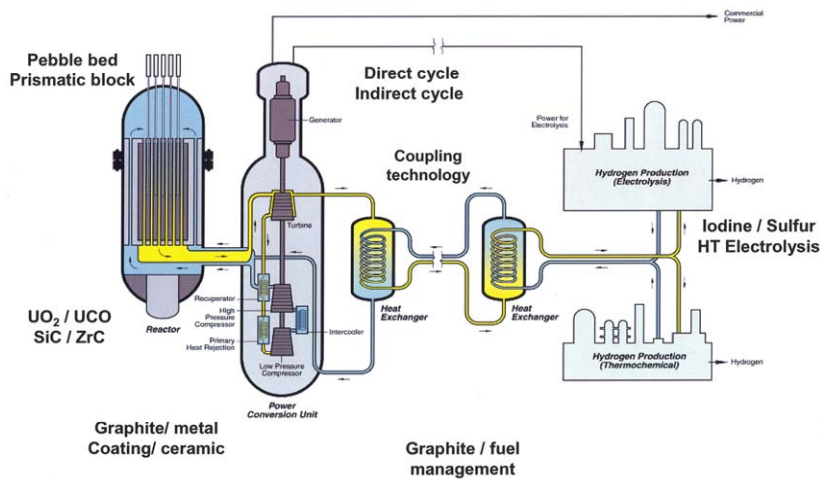 Commercial
Power
Pebble bed
Prismatic block
Direct cycle
Indirect cycle
Generator
Power for
Electrolysis
Coupling
technology
Hydrogen Production
(Electrolysis)
Hydrogen
Turbine
Iodine / Sulfur
HT Electrolysis
Recuperator
High
Pressure
Compressor
Intercooler
Heat
Exchanger
Heat
Exchanger
UO₂ / UCO
SiC / ZrC
Reactor
Primary
Heat Rejection
Low Pressure
Compressor
Hydrogen Production
(Thermochemical)
Hydrogen
Power
Conversion Unit
Graphite/ metal
Coating/ ceramic
Graphite / fuel
management